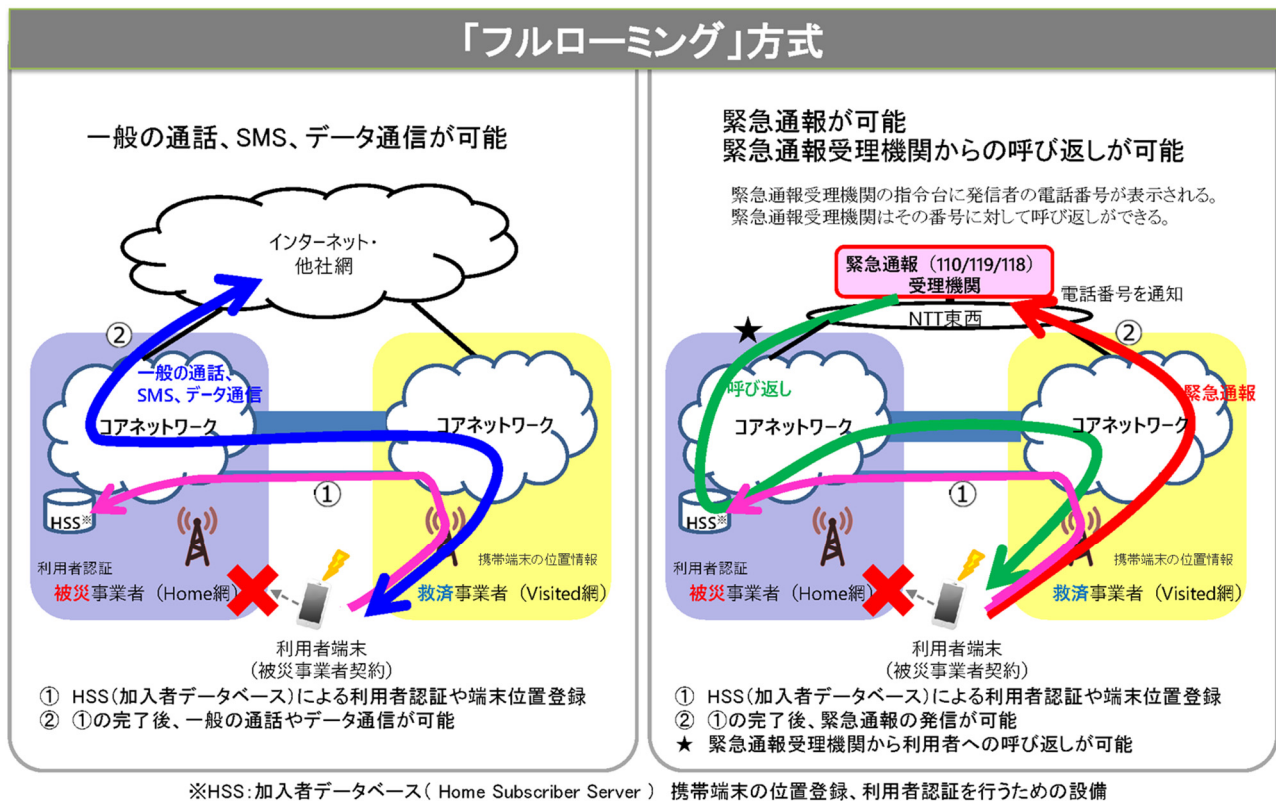 「フルローミング」方式
一般の通話、SMS、データ通信が可能
インターネット・
他社網
②
一般の通話、
SMS、データ通信
コアネットワーク
コアネットワーク
①
HSS※
利用者認証
携帯端末の位置情報
被災事業者（Home網）
救済事業者（Visited網）
利用者端末
(被災事業者契約)
① HSS(加入者データベース)による利用者認証や端末位置登録
② ①の完了後、一般の通話やデータ通信が可能
緊急通報が可能
緊急通報受理機関からの呼び返しが可能
緊急通報受理機関の指令台に発信者の電話番号が表示される。
緊急通報受理機関はその番号に対して呼び返しができる。
緊急通報（110/119/118）
受理機関
電話番号を通知
NTT東西
★
②
呼び返し
緊急通報
コアネットワーク
コアネットワーク
①
HSS※
利用者認証
携帯端末の位置情報
被災事業者（Home網）
救済事業者（Visited網）
利用者端末
(被災事業者契約)
① HSS(加入者データベース)による利用者認証や端末位置登録
② ①の完了後、緊急通報の発信が可能
★ 緊急通報受理機関から利用者への呼び返しが可能
※HSS:加入者データベース( Home Subscriber Server ) 携帯端末の位置登録、利用者認証を行うための設備